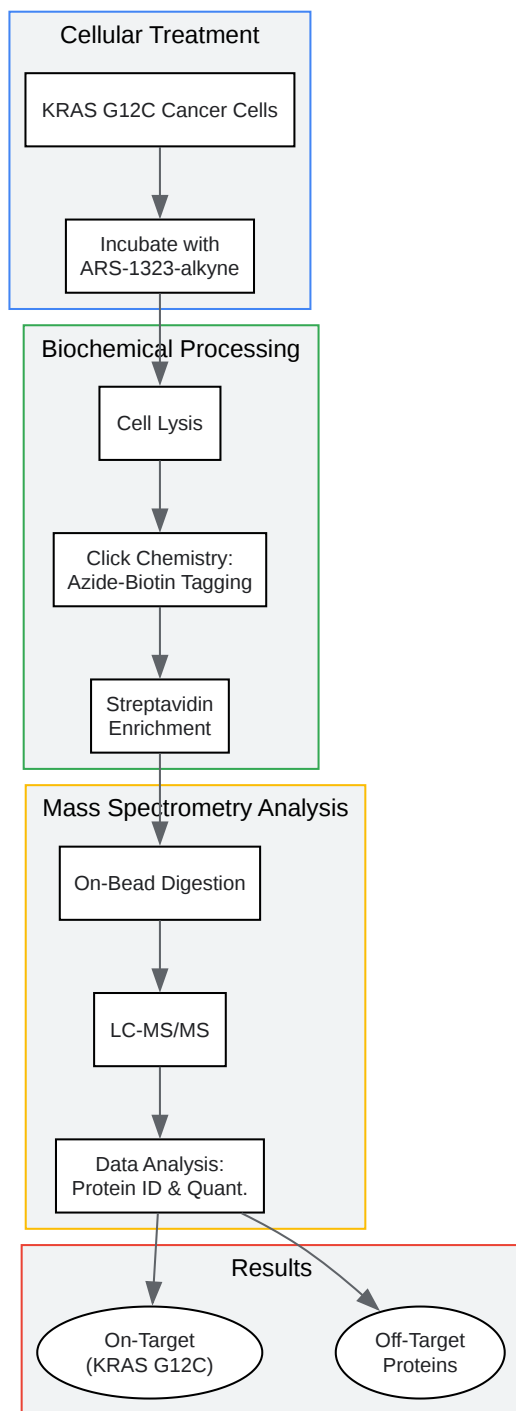 Cellular Treatment
KRAS G12C Cancer Cells
Incubate with
ARS-1323-alkyne
Biochemical Processing
Cell Lysis
Click Chemistry:
Azide-Biotin Tagging
Streptavidin
Enrichment
Mass Spectrometry Analysis
On-Bead Digestion
LC-MS/MS
Data Analysis:
Protein ID & Quant.
Results
On-Target
(KRAS G12C)
Off-Target
Proteins